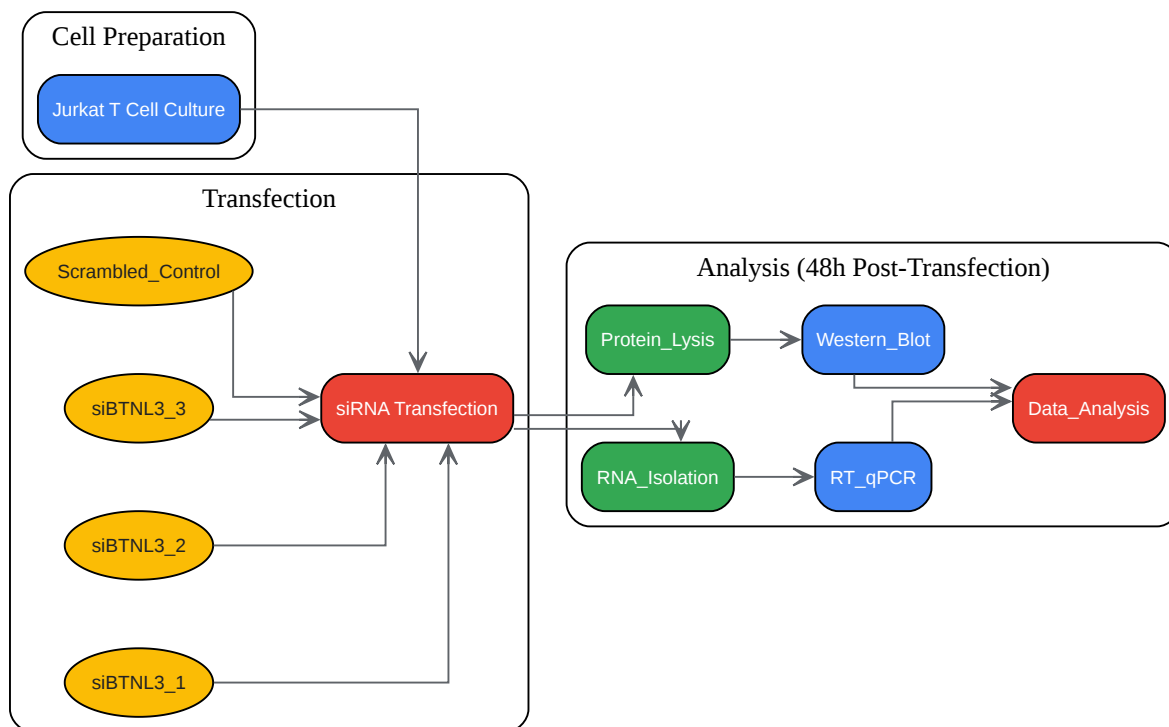 Cell Preparation
Jurkat T Cell Culture
Transfection
Scrambled_Control
siBTNL3_3
siRNA Transfection
siBTNL3_2
siBTNL3_1
Analysis (48h Post-Transfection)
Protein_Lysis
Western_Blot
Data_Analysis
RNA_Isolation
RT_qPCR